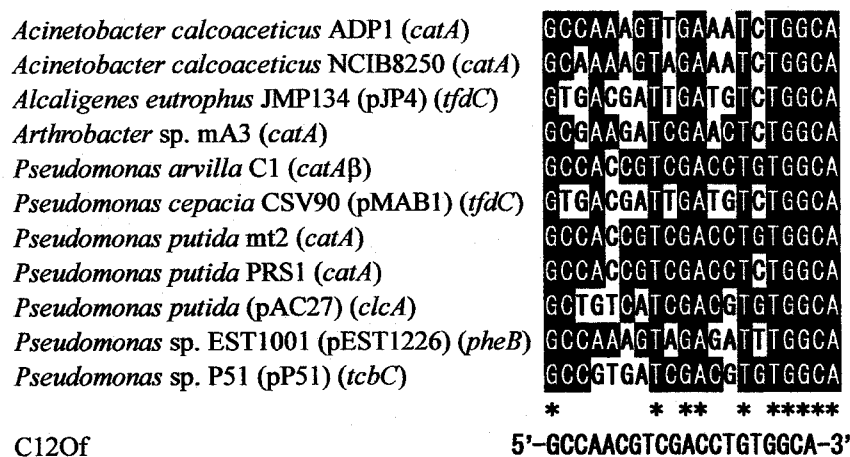 Acinetobacter calcoaceticus ADP1 (catA) GCCAAAGTTGAAATCTGGCA
Acinetobacter calcoaceticus NCIB8250 (catA) GCAAAAGTAGAAATCTGGCA
Alcaligenes eutrophus JMP134 (pJP4) (tfdC) GTGACGATTGATGTCTGGCA
Arthrobacter sp. mA3 (catA) GCGAAGATCGAACTCTGGCA
Pseudomonas arvilla C1 (catAβ) GCCACCGTCGACCTGTGGCA
Pseudomonas cepacia CSV90 (pMAB1) (tfdC) GTGACGATTGATGTCTGGCA
Pseudomonas putida mt2 (catA) GCCACCGTCGACCTGTGGCA
Pseudomonas putida PRS1 (catA) GCCACCGTCGACCTCTGGCA
Pseudomonas putida (pAC27) (clcA) GCTGTCATCGACGTGTGGCA
Pseudomonas sp. EST1001 (pEST1226) (pheB) GCCAAAGTAGAGATTTGGCA
Pseudomonas sp. P51 (pP51) (tcbC) GCCGTGATCGACGTGTGGCA
* * ** * *****
C12Of 5'-GCCAACGTCGACCTGTGGCA-3'